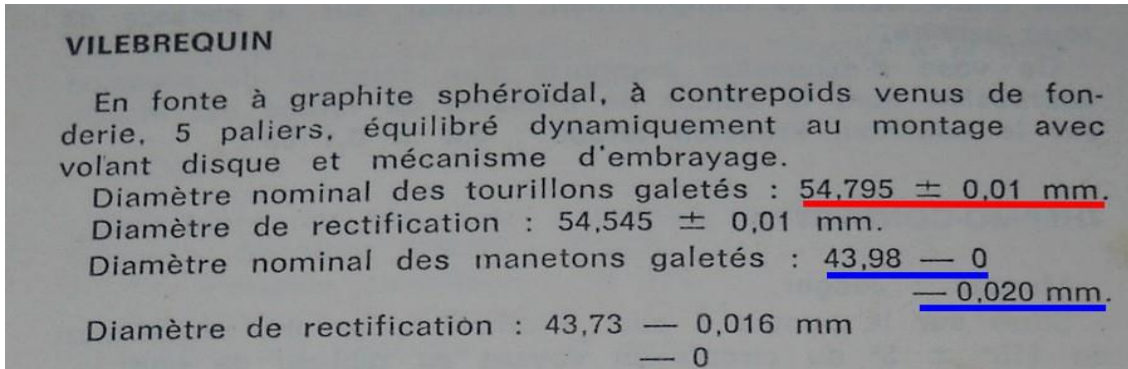 VILEBREQUIN
En fonte à graphite sphéroïdal, à contrepoids venus de fon-
derie, 5 paliers, équilibré dynamiquement au montage avec
volant disque et mécanisme d'embrayage.
Diamètre nominal des tourillons galetés : 54,795 ± 0,01 mm.
Diamètre de rectification : 54,545 ± 0,01 mm.
Diamètre nominal des manetons galetés : 43,98 — 0
— 0,020 mm.
Diamètre de rectification : 43,73 — 0,016 mm
— 0